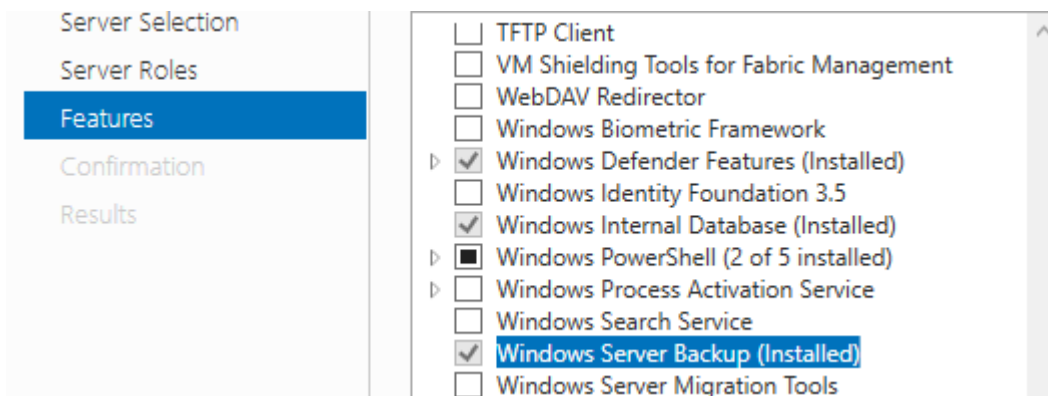 Server Selection
Server Roles
Features
Confirmation
Results
TFTP Client
VM Shielding Tools for Fabric Management
WebDAV Redirector
Windows Biometric Framework
Windows Defender Features (Installed)
Windows Identity Foundation 3.5
Windows Internal Database (Installed)
Windows PowerShell (2 of 5 installed)
Windows Process Activation Service
Windows Search Service
Windows Server Backup (Installed)
Windows Server Migration Tools